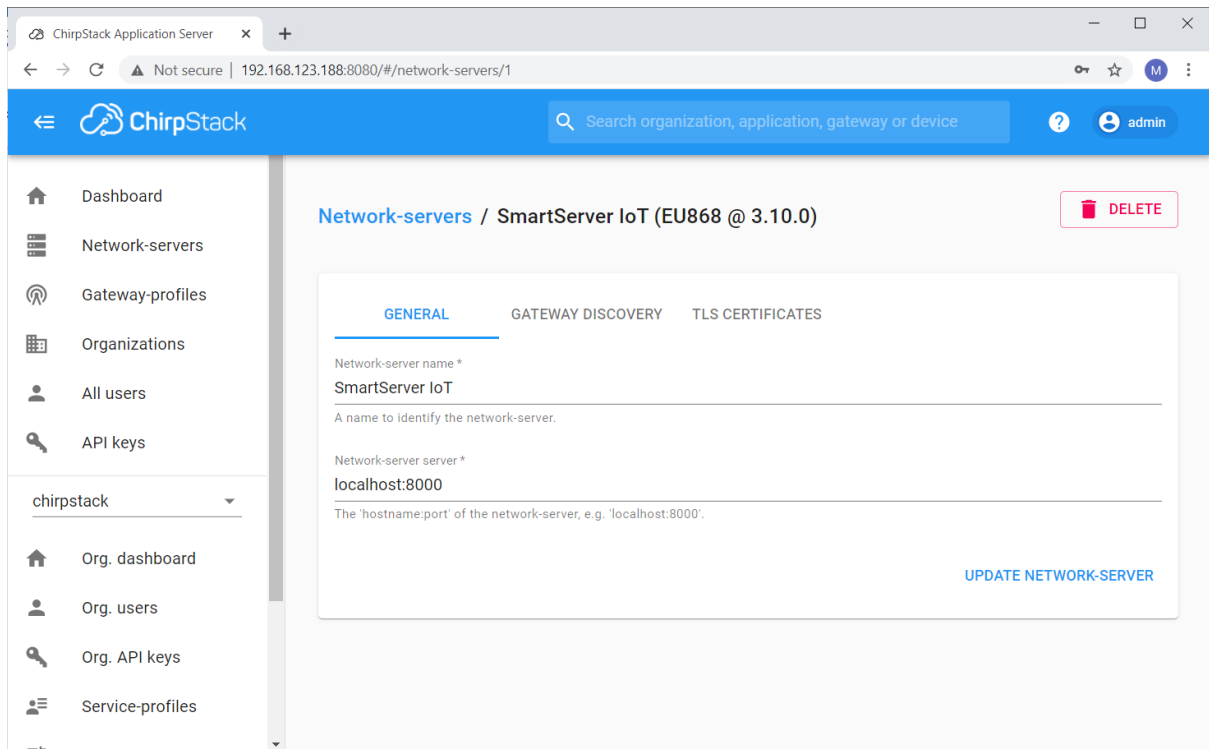 ChirpStack Application Server
Not secure | 192.168.123.188:8080/#/network-servers/1
M
ChirpStack
Search organization, application, gateway or device
?
admin
Dashboard
Network-servers
Gateway-profiles
Organizations
All users
API keys
chirpstack
Org. dashboard
Org. users
Org. API keys
Service-profiles
Network-servers / SmartServer IoT (EU868 @ 3.10.0)
DELETE
GENERAL GATEWAY DISCOVERY TLS CERTIFICATES
Network-server name *
SmartServer IoT
A name to identify the network-server.
Network-server server *
localhost:8000
The 'hostname:port' of the network-server, e.g. 'localhost:8000'.
UPDATE NETWORK-SERVER